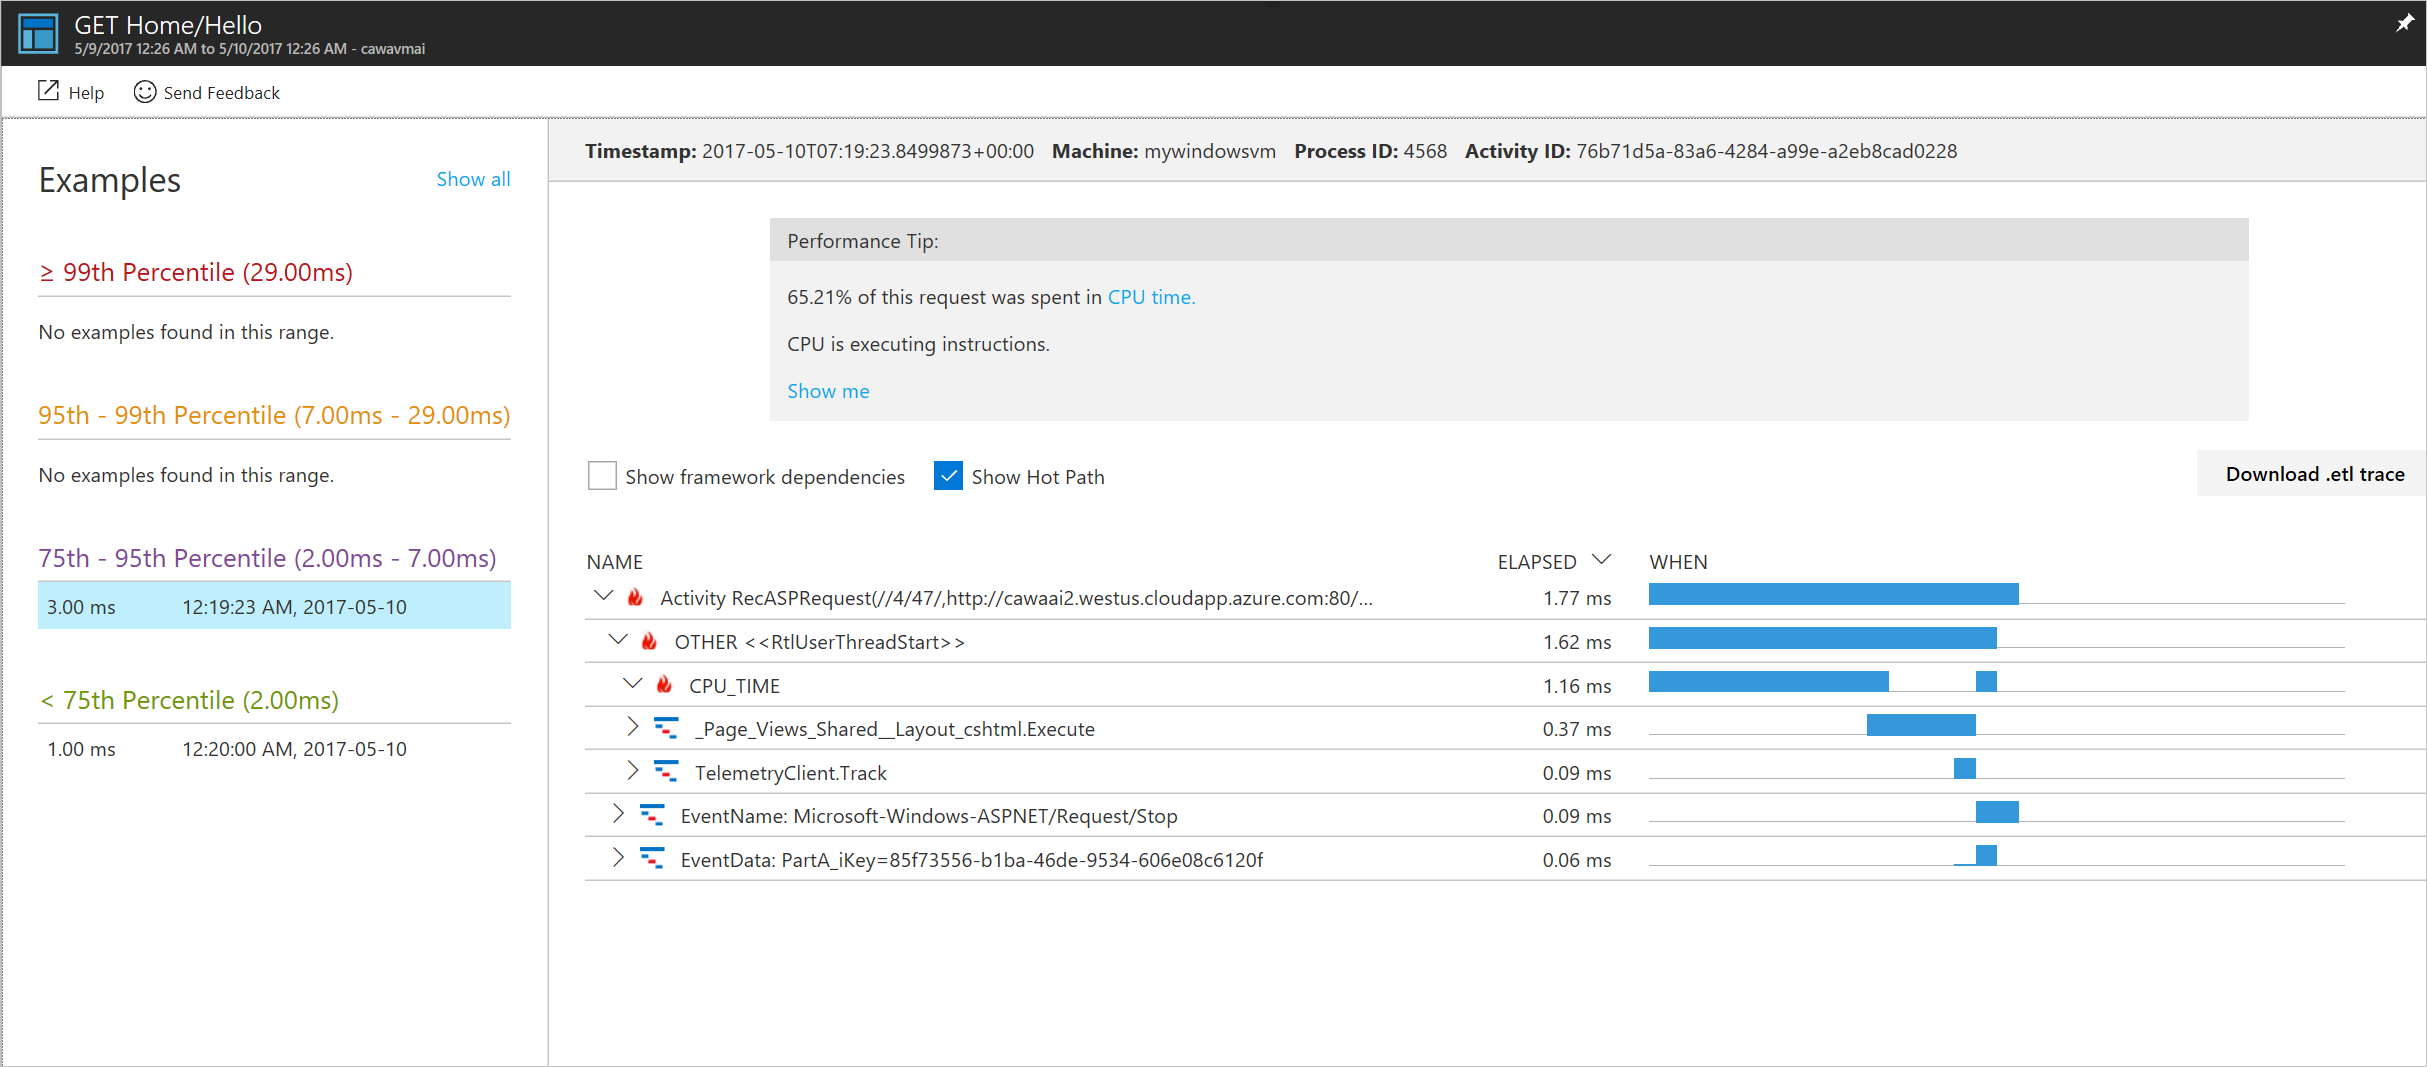 GET Home/Hello
5/9/2017 12:26 AM to 5/10/2017 12:26 AM - cawavmai
Help Send Feedback
Examples Show all
≥ 99th Percentile (29.00ms)
No examples found in this range.
95th - 99th Percentile (7.00ms - 29.00ms)
No examples found in this range.
75th - 95th Percentile (2.00ms - 7.00ms)
3.00 ms 12:19:23 AM, 2017-05-10
< 75th Percentile (2.00ms)
1.00 ms 12:20:00 AM, 2017-05-10
Timestamp: 2017-05-10T07:19:23.8499873+00:00 Machine: mywindowsvm Process ID: 4568 Activity ID: 76b71d5a-83a6-4284-a99e-a2eb8cad0228
Performance Tip:
65.21% of this request was spent in CPU time.
CPU is executing instructions.
Show me
Show framework dependencies Show Hot Path Download .etl trace
NAME ELAPSED WHEN
Activity RecASPRequest(//4/47/,http://cawaai2.westus.cloudapp.azure.com:80/... 1.77 ms
OTHER <<RtlUserThreadStart>> 1.62 ms
CPU_TIME 1.16 ms
_Page_Views_Shared__Layout_cshtml.Execute 0.37 ms
TelemetryClient.Track 0.09 ms
EventName: Microsoft-Windows-ASPNET/Request/Stop 0.09 ms
EventData: PartA_iKey=85f73556-b1ba-46de-9534-606e08c6120f 0.06 ms